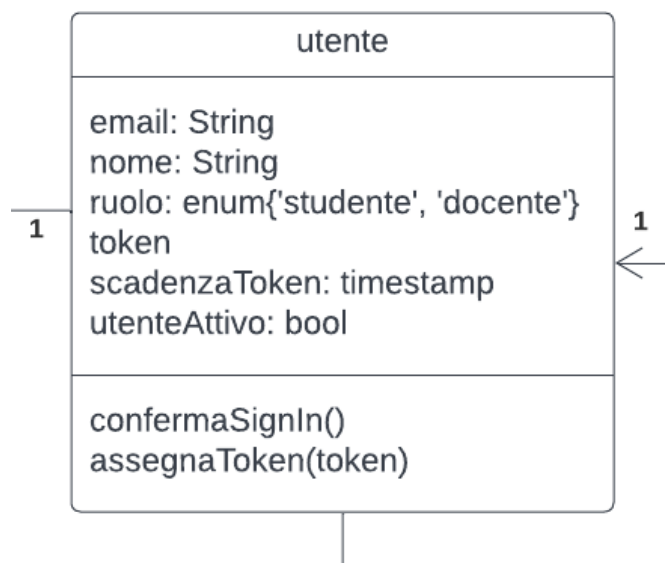 utente
email: String
nome: String
ruolo: enum{'studente', 'docente'}
token
scadenzaToken: timestamp
utenteAttivo: bool
1
1
confermaSignIn()
assegnaToken(token)